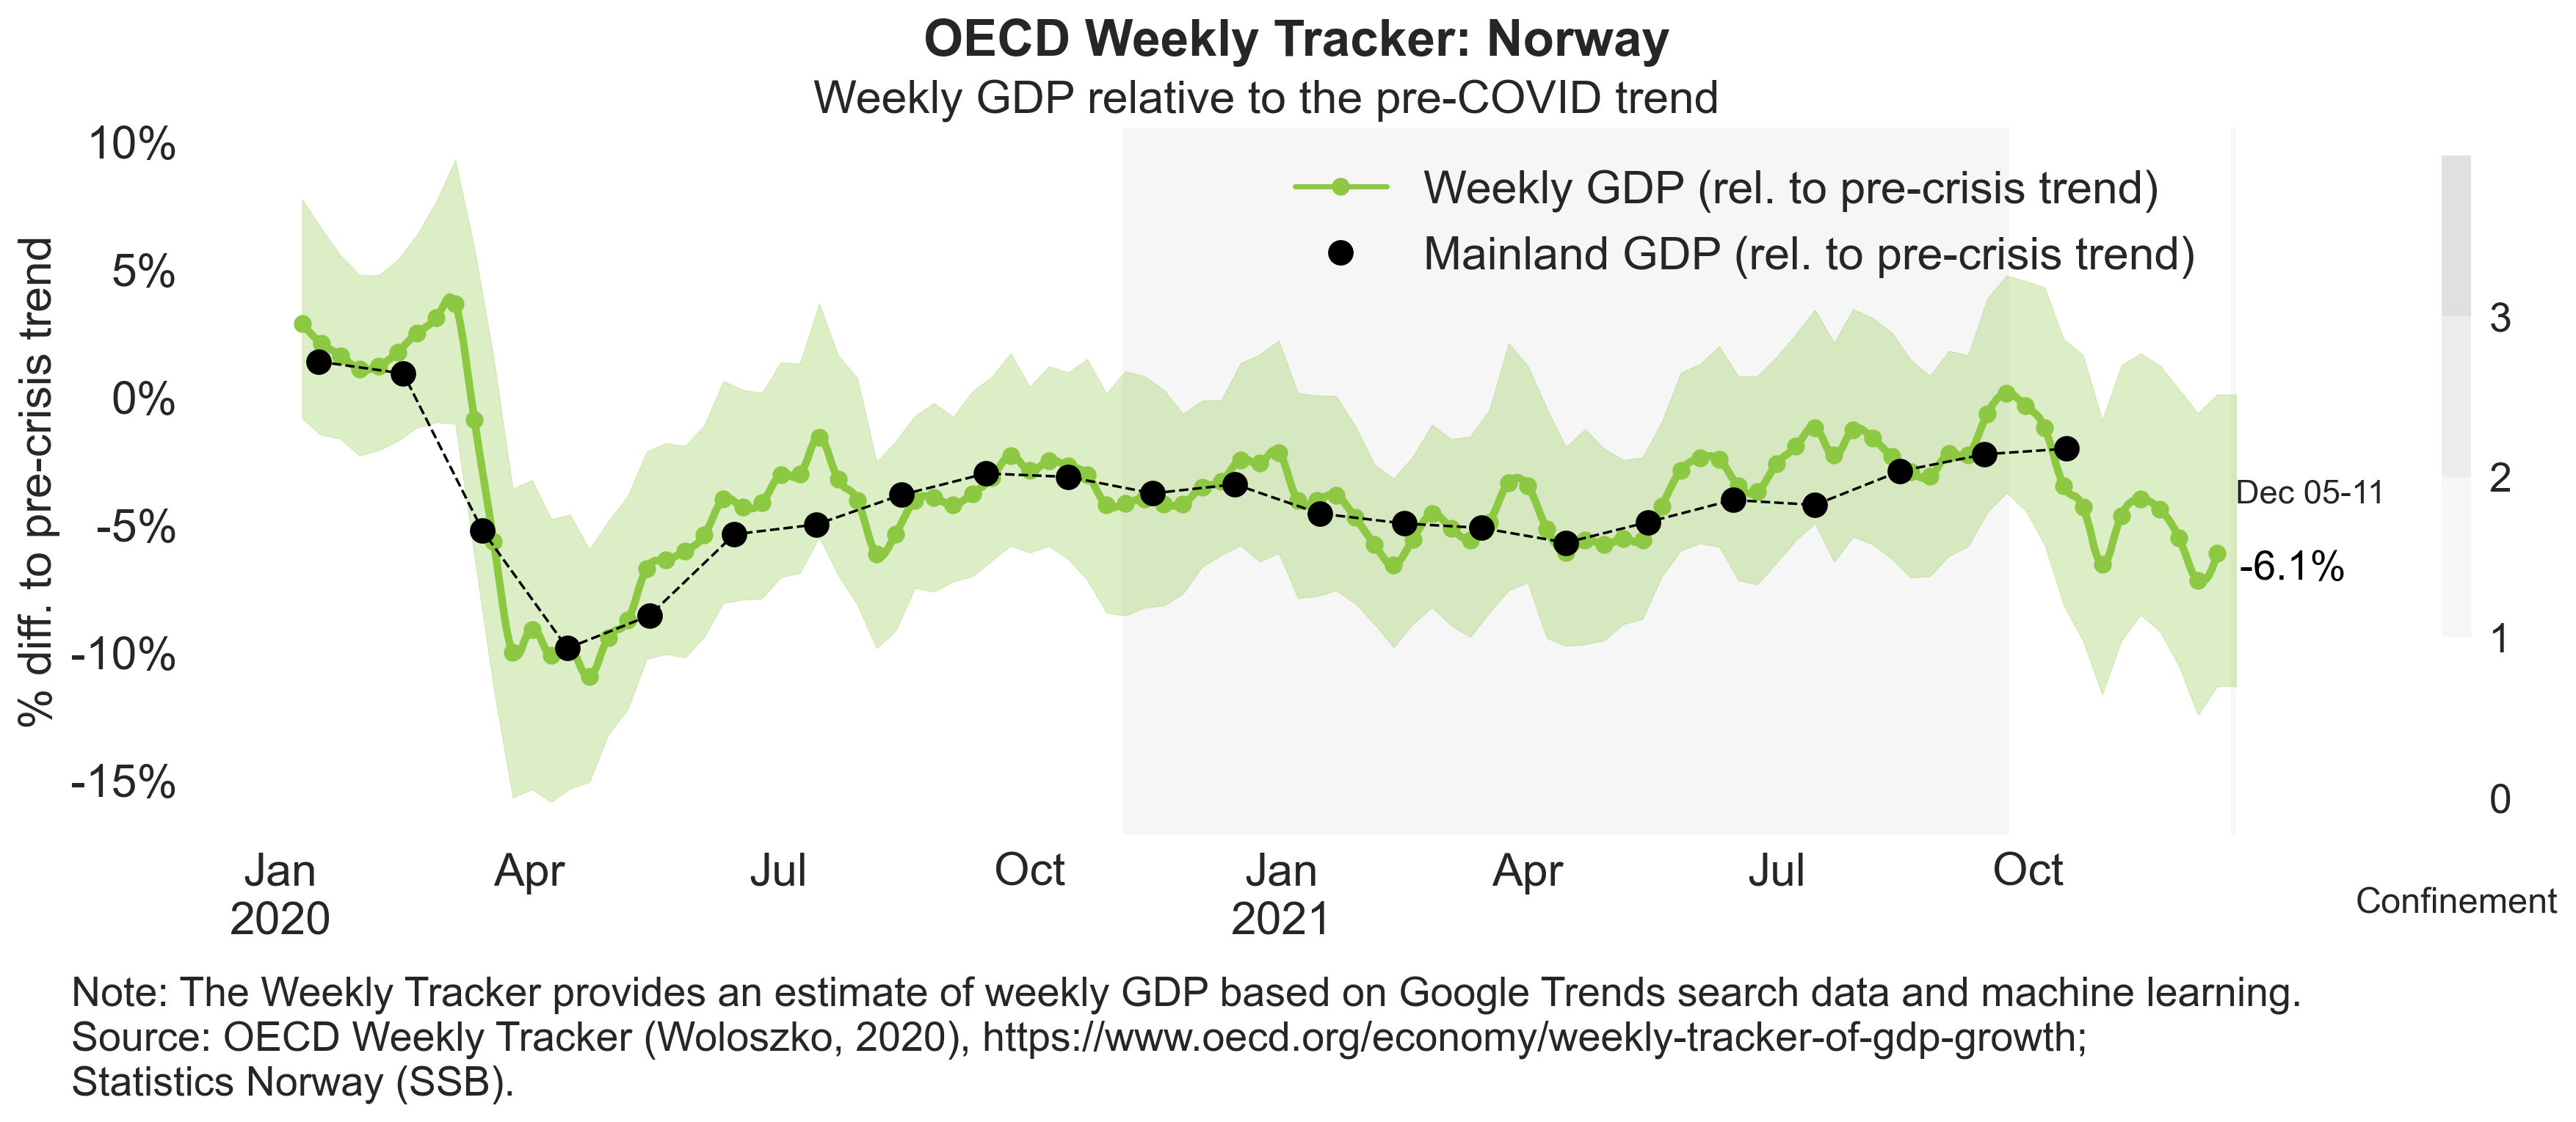 OECD Weekly Tracker: Norway
Weekly GDP relative to the pre-COVID trend
% diff. to pre-crisis trend
10%
5%
0%
-5%
-10%
-15%
Weekly GDP (rel. to pre-crisis trend)
Mainland GDP (rel. to pre-crisis trend)
Dec 05-11
-6.1%
3
2
1
0
Confinement
Jan Apr Jul Oct Jan Apr Jul Oct
2020 2021
Note: The Weekly Tracker provides an estimate of weekly GDP based on Google Trends search data and machine learning.
Source: OECD Weekly Tracker (Woloszko, 2020), https://www.oecd.org/economy/weekly-tracker-of-gdp-growth;
Statistics Norway (SSB).